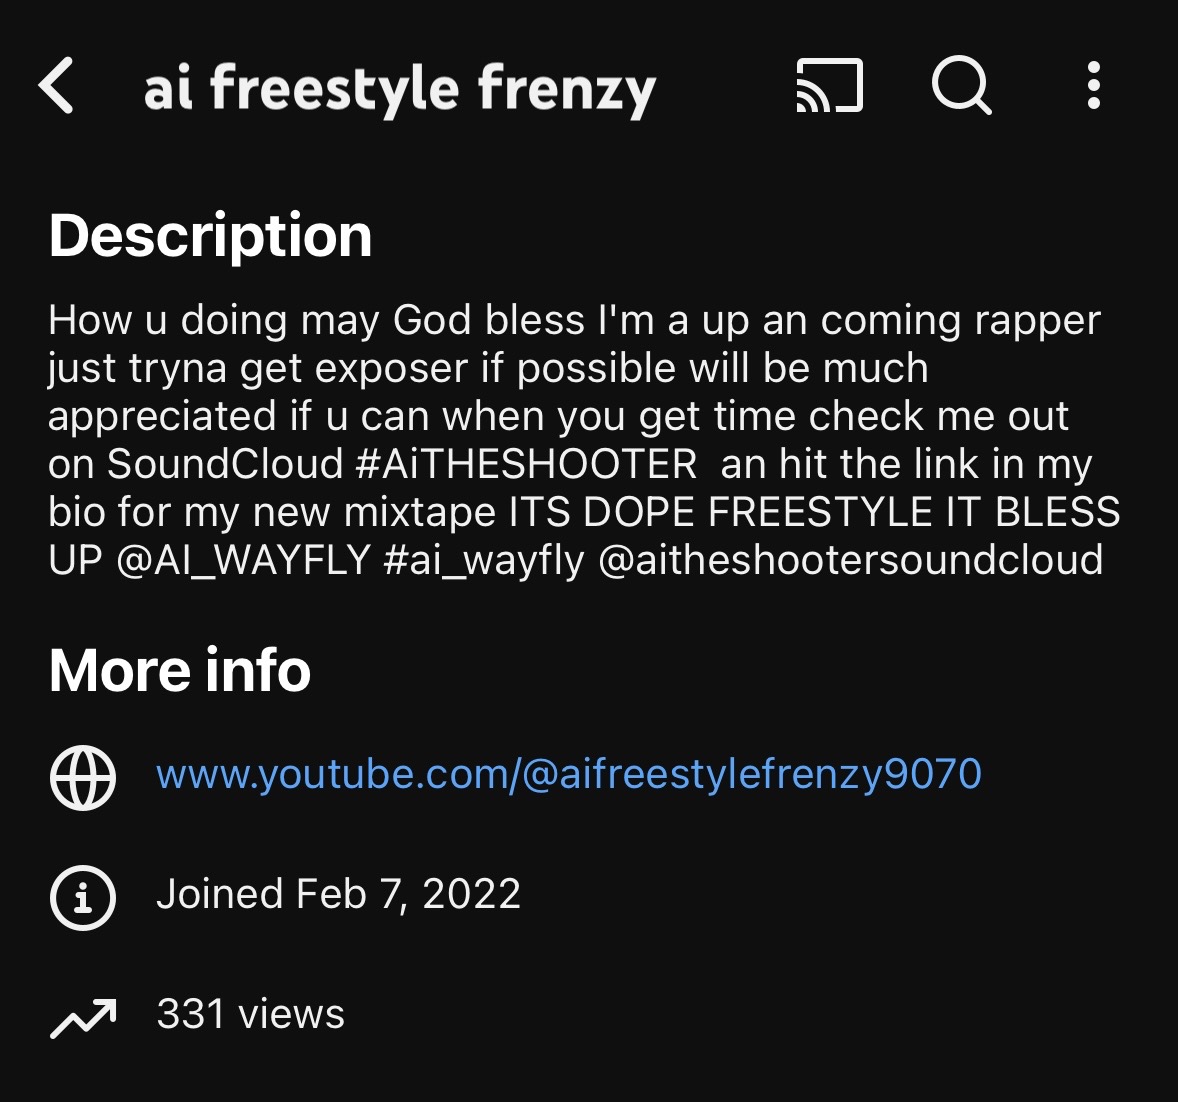 ai freestyle frenzy
Description
How u doing may God bless I'm a up an coming rapper
just tryna get exposer if possible will be much
appreciated if u can when you get time check me out
on SoundCloud #AiTHESHOOTER  an hit the link in my
bio for my new mixtape ITS DOPE FREESTYLE IT BLESS
UP @AI_WAYFLY #ai_wayfly @aitheshootersoundcloud
More info
www.youtube.com/@aifreestylefrenzy9070
Joined Feb 7, 2022
331 views